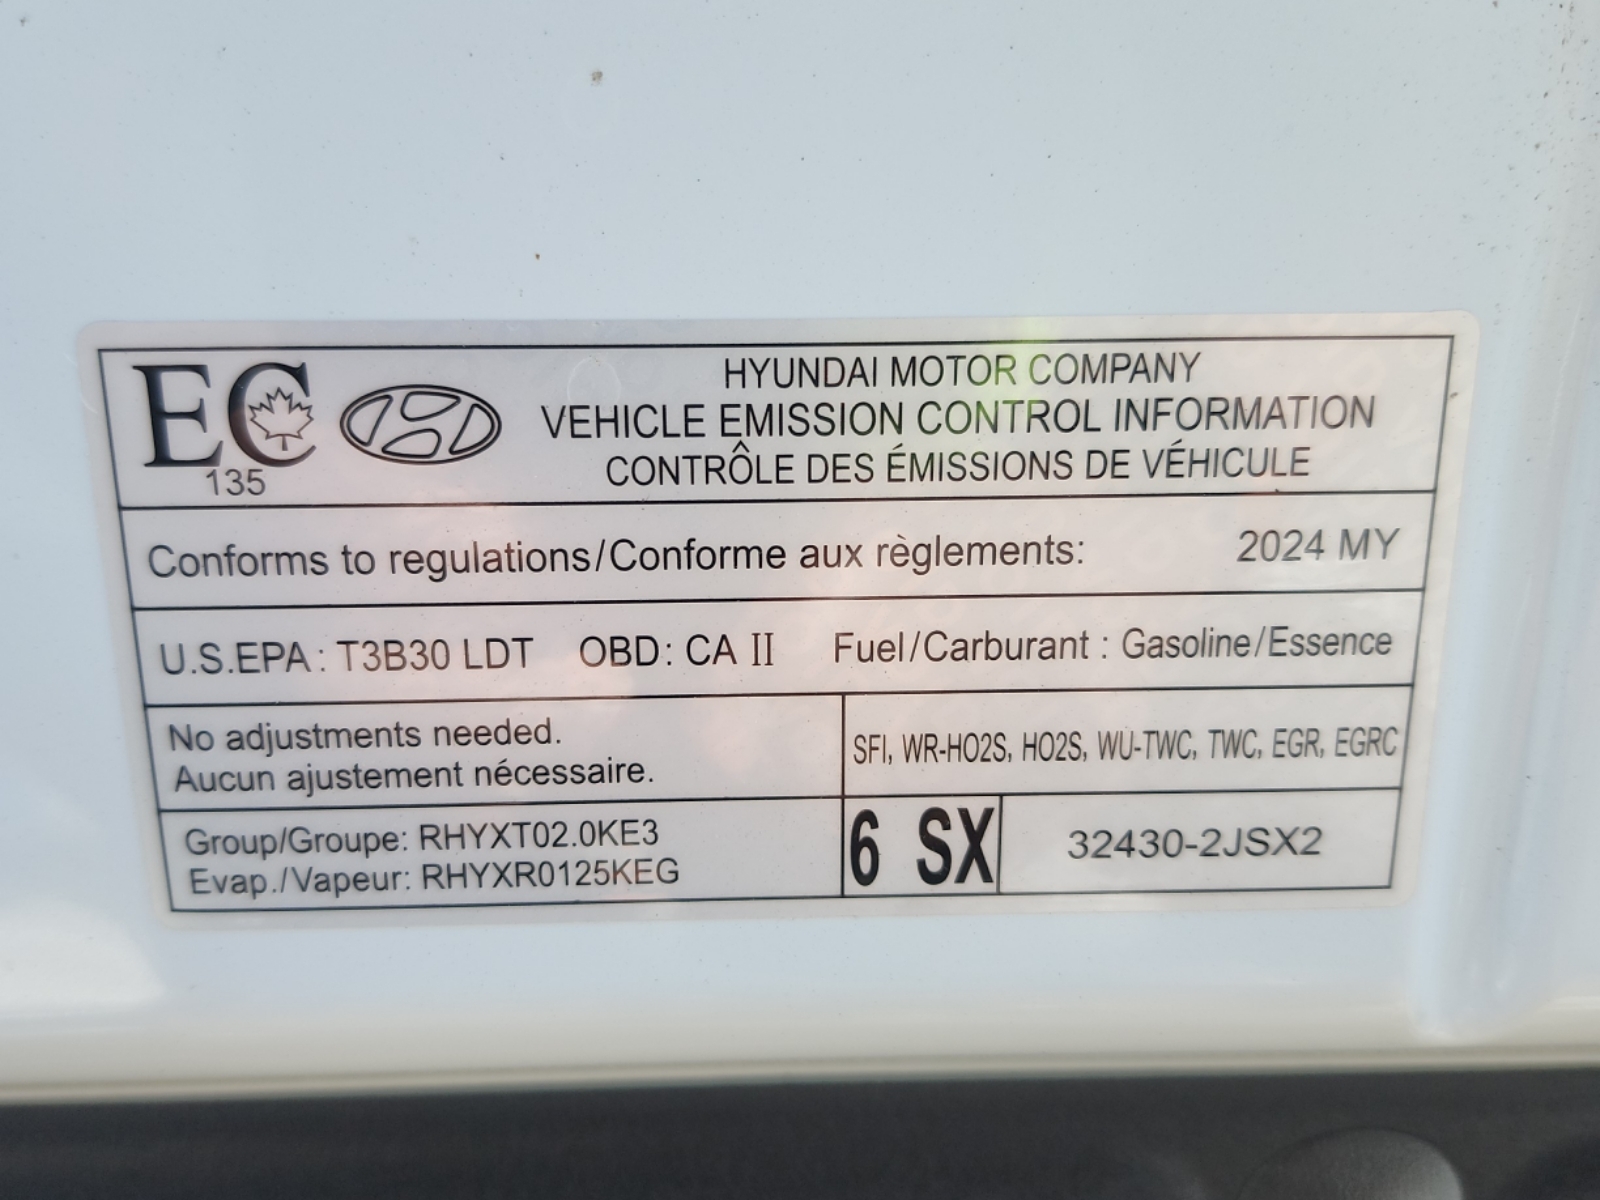 EC
135
HYUNDAI MOTOR COMPANY
VEHICLE EMISSION CONTROL INFORMATION
CONTRÔLE DES ÉMISSIONS DE VÉHICULE
Conforms to regulations/Conforme aux règlements: 2024 MY
U.S.EPA: T3B30 LDT OBD: CA II Fuel/Carburant : Gasoline/Essence
No adjustments needed.
Aucun ajustement nécessaire.
SFI, WR-HO2S, HO2S, WU-TWC, TWC, EGR, EGRC
Group/Groupe: RHYXT02.0KE3
Evap./Vapeur: RHYXR0125KEG
6 SX
32430-2JSX2